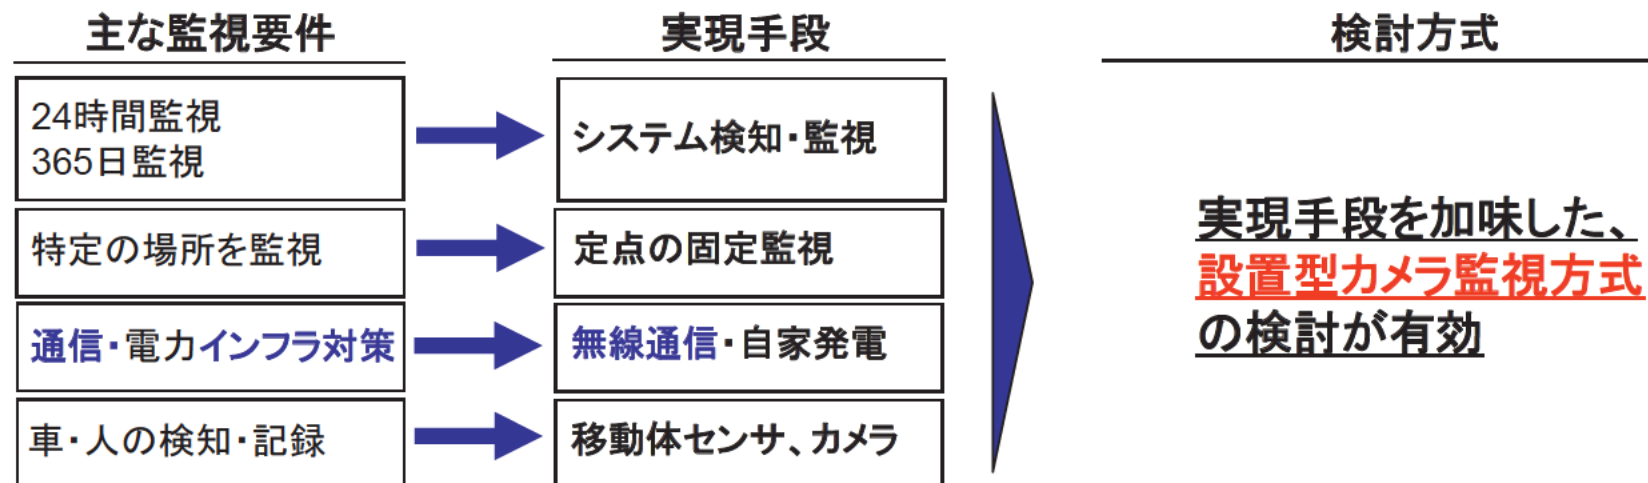 主な監視要件
実現手段
検討方式
24時間監視
365日監視
システム検知・監視
特定の場所を監視
定点の固定監視
通信・電力インフラ対策
無線通信・自家発電
車・人の検知・記録
移動体センサ、カメラ
実現手段を加味した、
設置型カメラ監視方式
の検討が有効